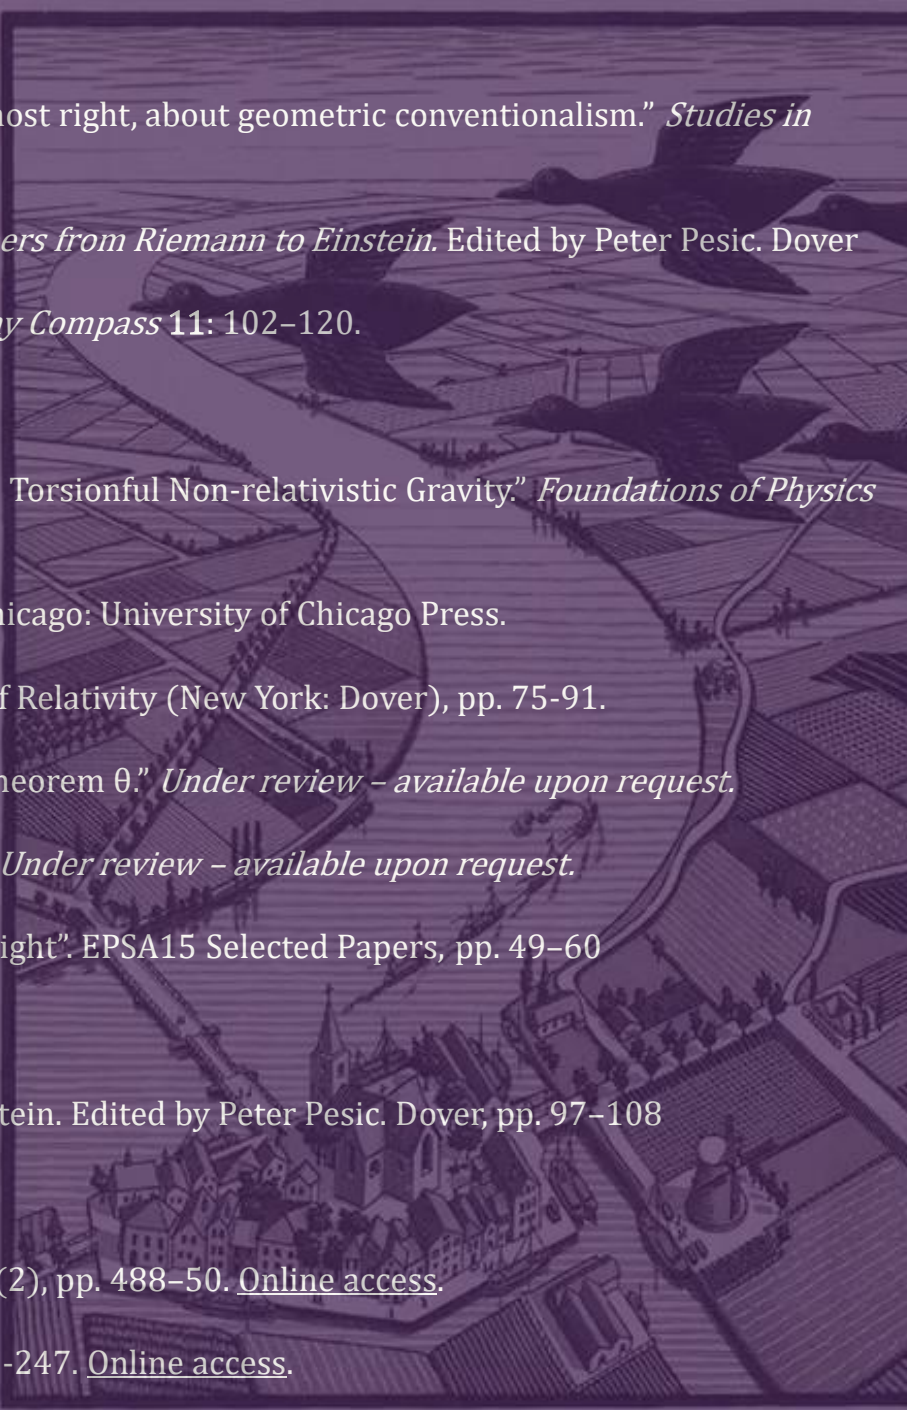 ost right, about geometric conventionalism.” Studies in
ers from Riemann to Einstein. Edited by Peter Pesic. Dover
y Compass 11: 102–120.
Torsionful Non-relativistic Gravity.” Foundations of Physics
hicago: University of Chicago Press.
f Relativity (New York: Dover), pp. 75-91.
heorem θ.” Under review – available upon request.
Under review – available upon request.
ight”. EPSA15 Selected Papers, pp. 49–60
tein. Edited by Peter Pesic. Dover, pp. 97–108
(2), pp. 488–50. Online access.
-247. Online access.